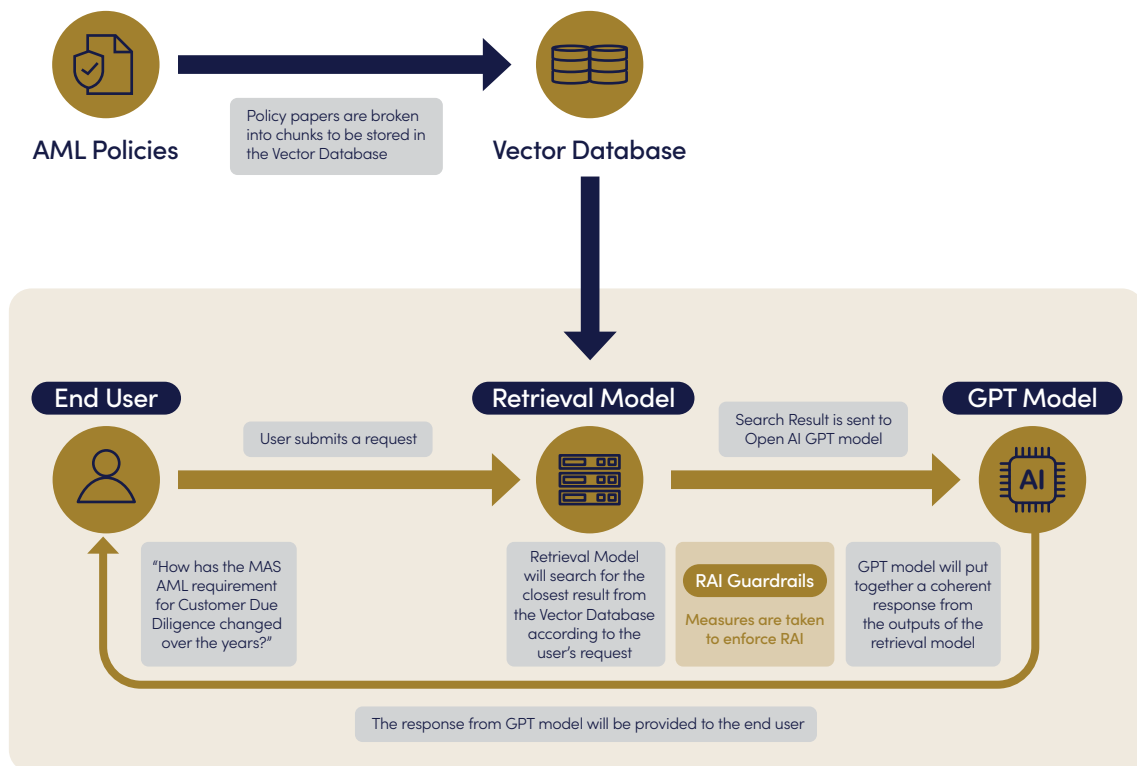 Policy papers are broken
into chunks to be stored in
the Vector Database
AML Policies
Vector Database
End User
Retrieval Model
GPT Model
User submits a request
Search Result is sent to
Open AI GPT model
AI
"How has the MAS
AML requirement
for Customer Due
Diligence changed
over the years?"
Retrieval Model
will search for the
closest result from
the Vector Database
according to the
user's request
RAI Guardrails
Measures are taken
to enforce RAI
GPT model will put
together a coherent
response from
the outputs of the
retrieval model
The response from GPT model will be provided to the end user